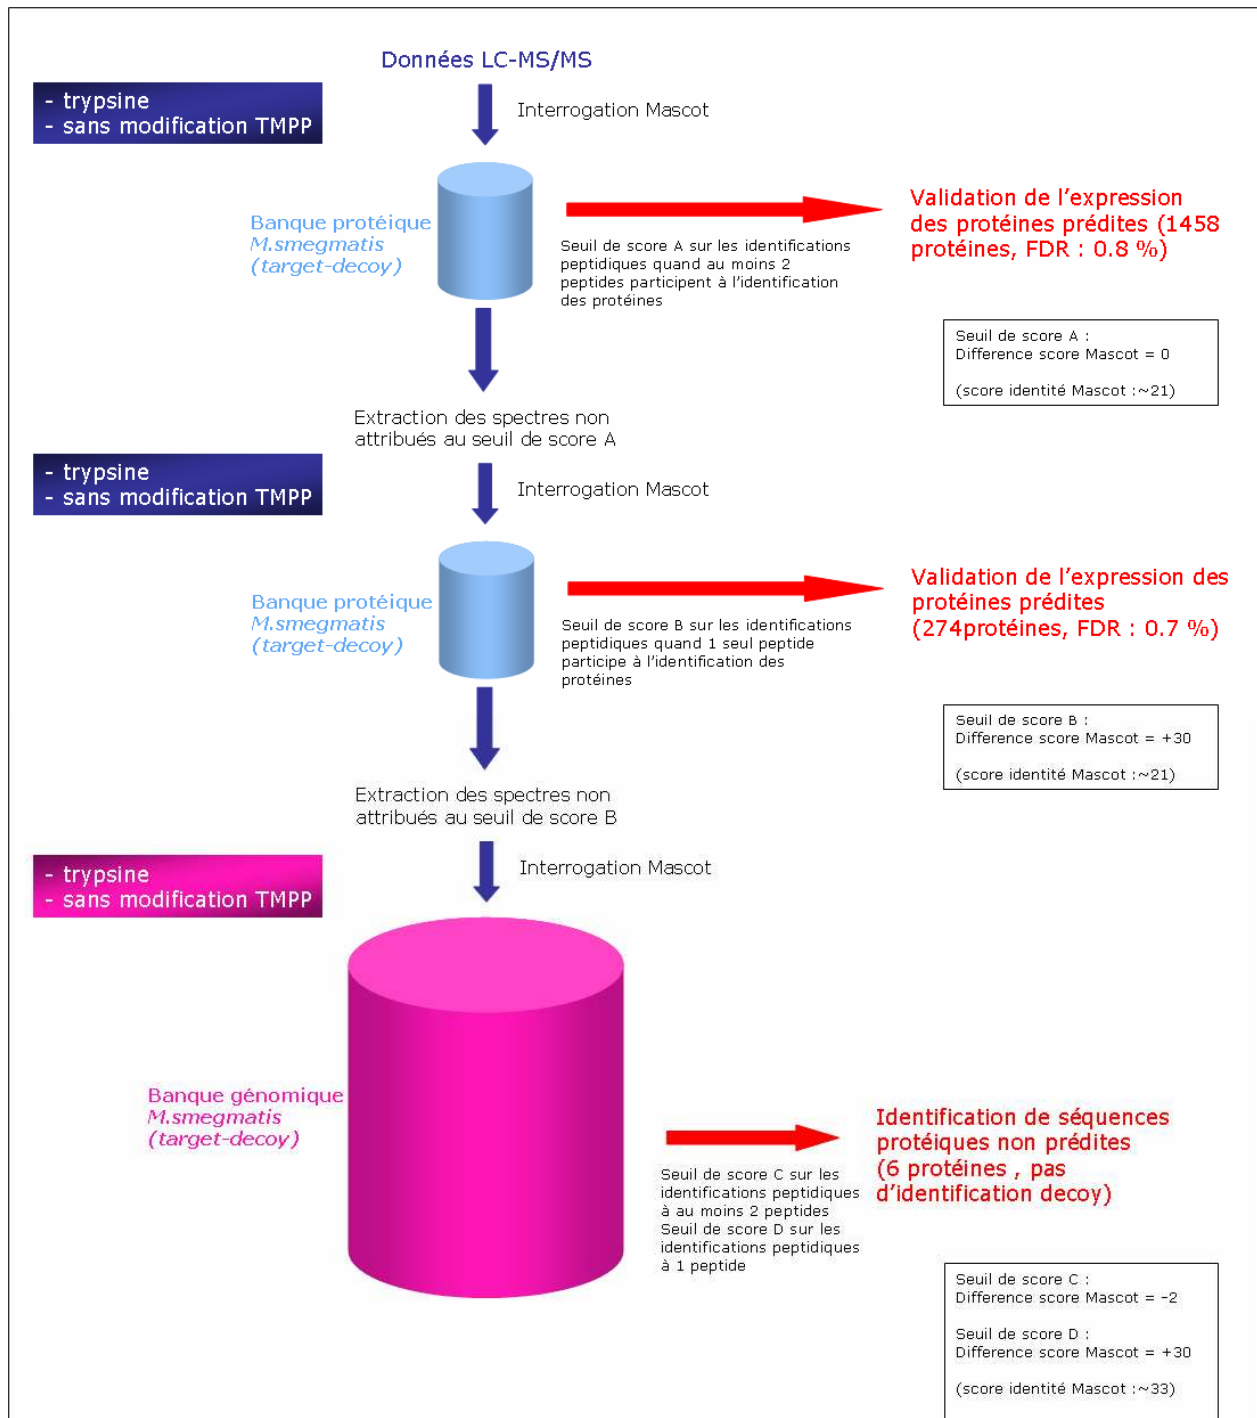 Données LC-MS/MS
- trypsine
- sans modification TMPP
Interrogation Mascot
Banque protéique
M.smegmatis
(target-decoy)
Seuil de score A sur les identifications
peptidiques quand au moins 2
peptides participent à l'identification
des protéines
Validation de l'expression
des protéines prédites (1458
protéines, FDR : 0.8 %)
Seuil de score A :
Difference score Mascot = 0
(score identité Mascot :~21)
Extraction des spectres non
attribués au seuil de score A
- trypsine
- sans modification TMPP
Interrogation Mascot
Banque protéique
M.smegmatis
(target-decoy)
Seuil de score B sur les identifications
peptidiques quand 1 seul peptide
participe à l'identification des
protéines
Validation de l'expression des
protéines prédites
(274protéines, FDR : 0.7 %)
Seuil de score B :
Difference score Mascot = +30
(score identité Mascot :~21)
Extraction des spectres non
attribués au seuil de score B
- trypsine
- sans modification TMPP
Interrogation Mascot
Banque génomique
M.smegmatis
(target-decoy)
Seuil de score C sur les
identifications peptidiques
à au moins 2 peptides
Seuil de score D sur les
identifications peptidiques
à 1 peptide
Identification de séquences
protéiques non prédites
(6 protéines , pas
d'identification decoy)
Seuil de score C :
Difference score Mascot = -2
Seuil de score D :
Difference score Mascot = +30
(score identité Mascot :~33)